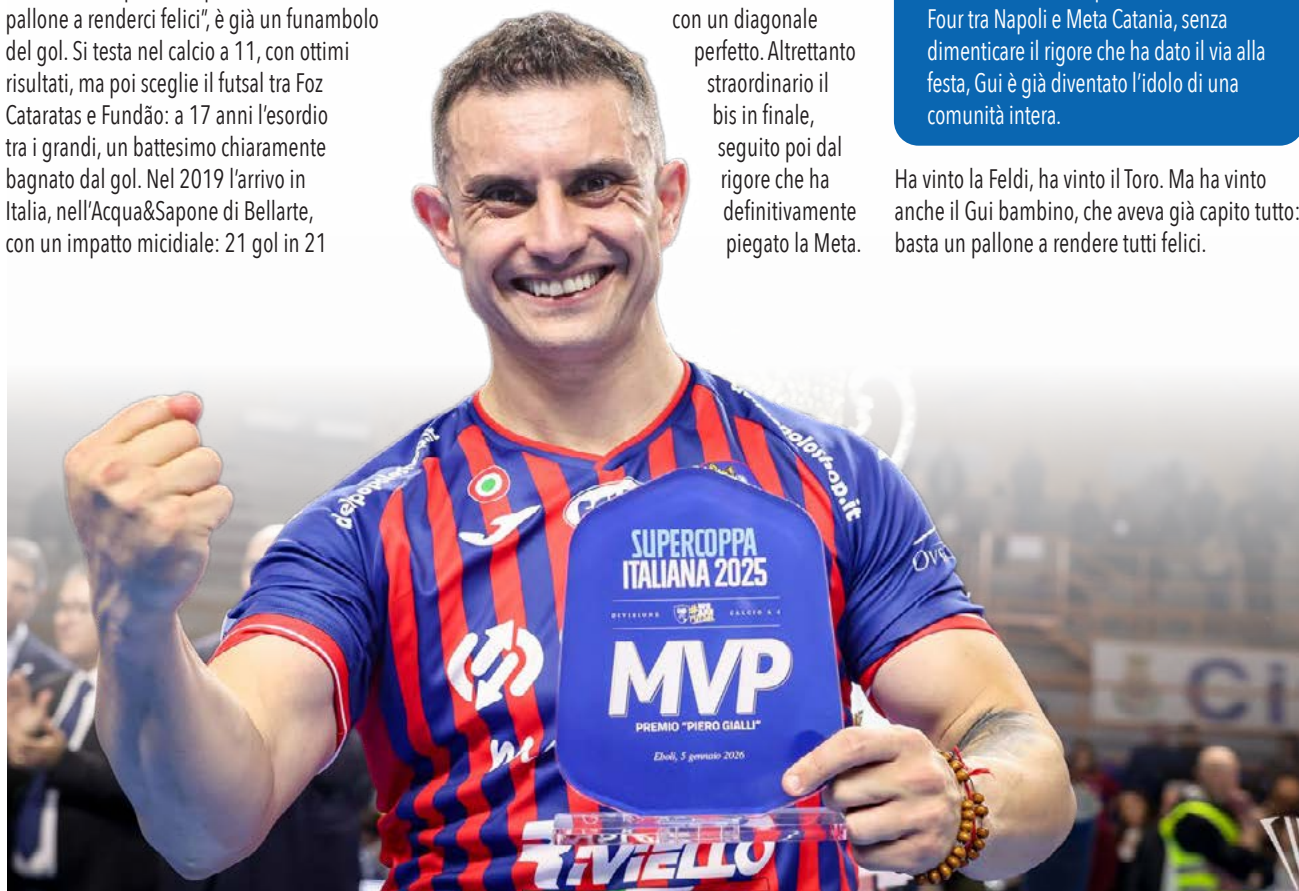 pallone a renderci felici”, è già un funambolo
del gol. Si testa nel calcio a 11, con ottimi
risultati, ma poi sceglie il futsal tra Foz
Cataratas e Fundão: a 17 anni l’esordio
tra i grandi, un battesimo chiaramente
bagnato dal gol. Nel 2019 l’arrivo in
Italia, nell’Acqua&Sapone di Bellarte,
con un impatto micidiale: 21 gol in 21
con un diagonale
perfetto. Altrettanto
straordinario il
bis in finale,
seguito poi dal
rigore che ha
definitivamente
piegato la Meta.
Four tra Napoli e Meta Catania, senza
dimenticare il rigore che ha dato il via alla
festa, Gui è già diventato l’idolo di una
comunità intera.
Ha vinto la Feldi, ha vinto il Toro. Ma ha vinto
anche il Gui bambino, che aveva già capito tutto:
basta un pallone a rendere tutti felici.
SUPERCOPPA
ITALIANA 2025
DIVISIONE CALCIO A 5
MVP
PREMIO “PIERO GIALLI”
Eboli, 5 gennaio 2026